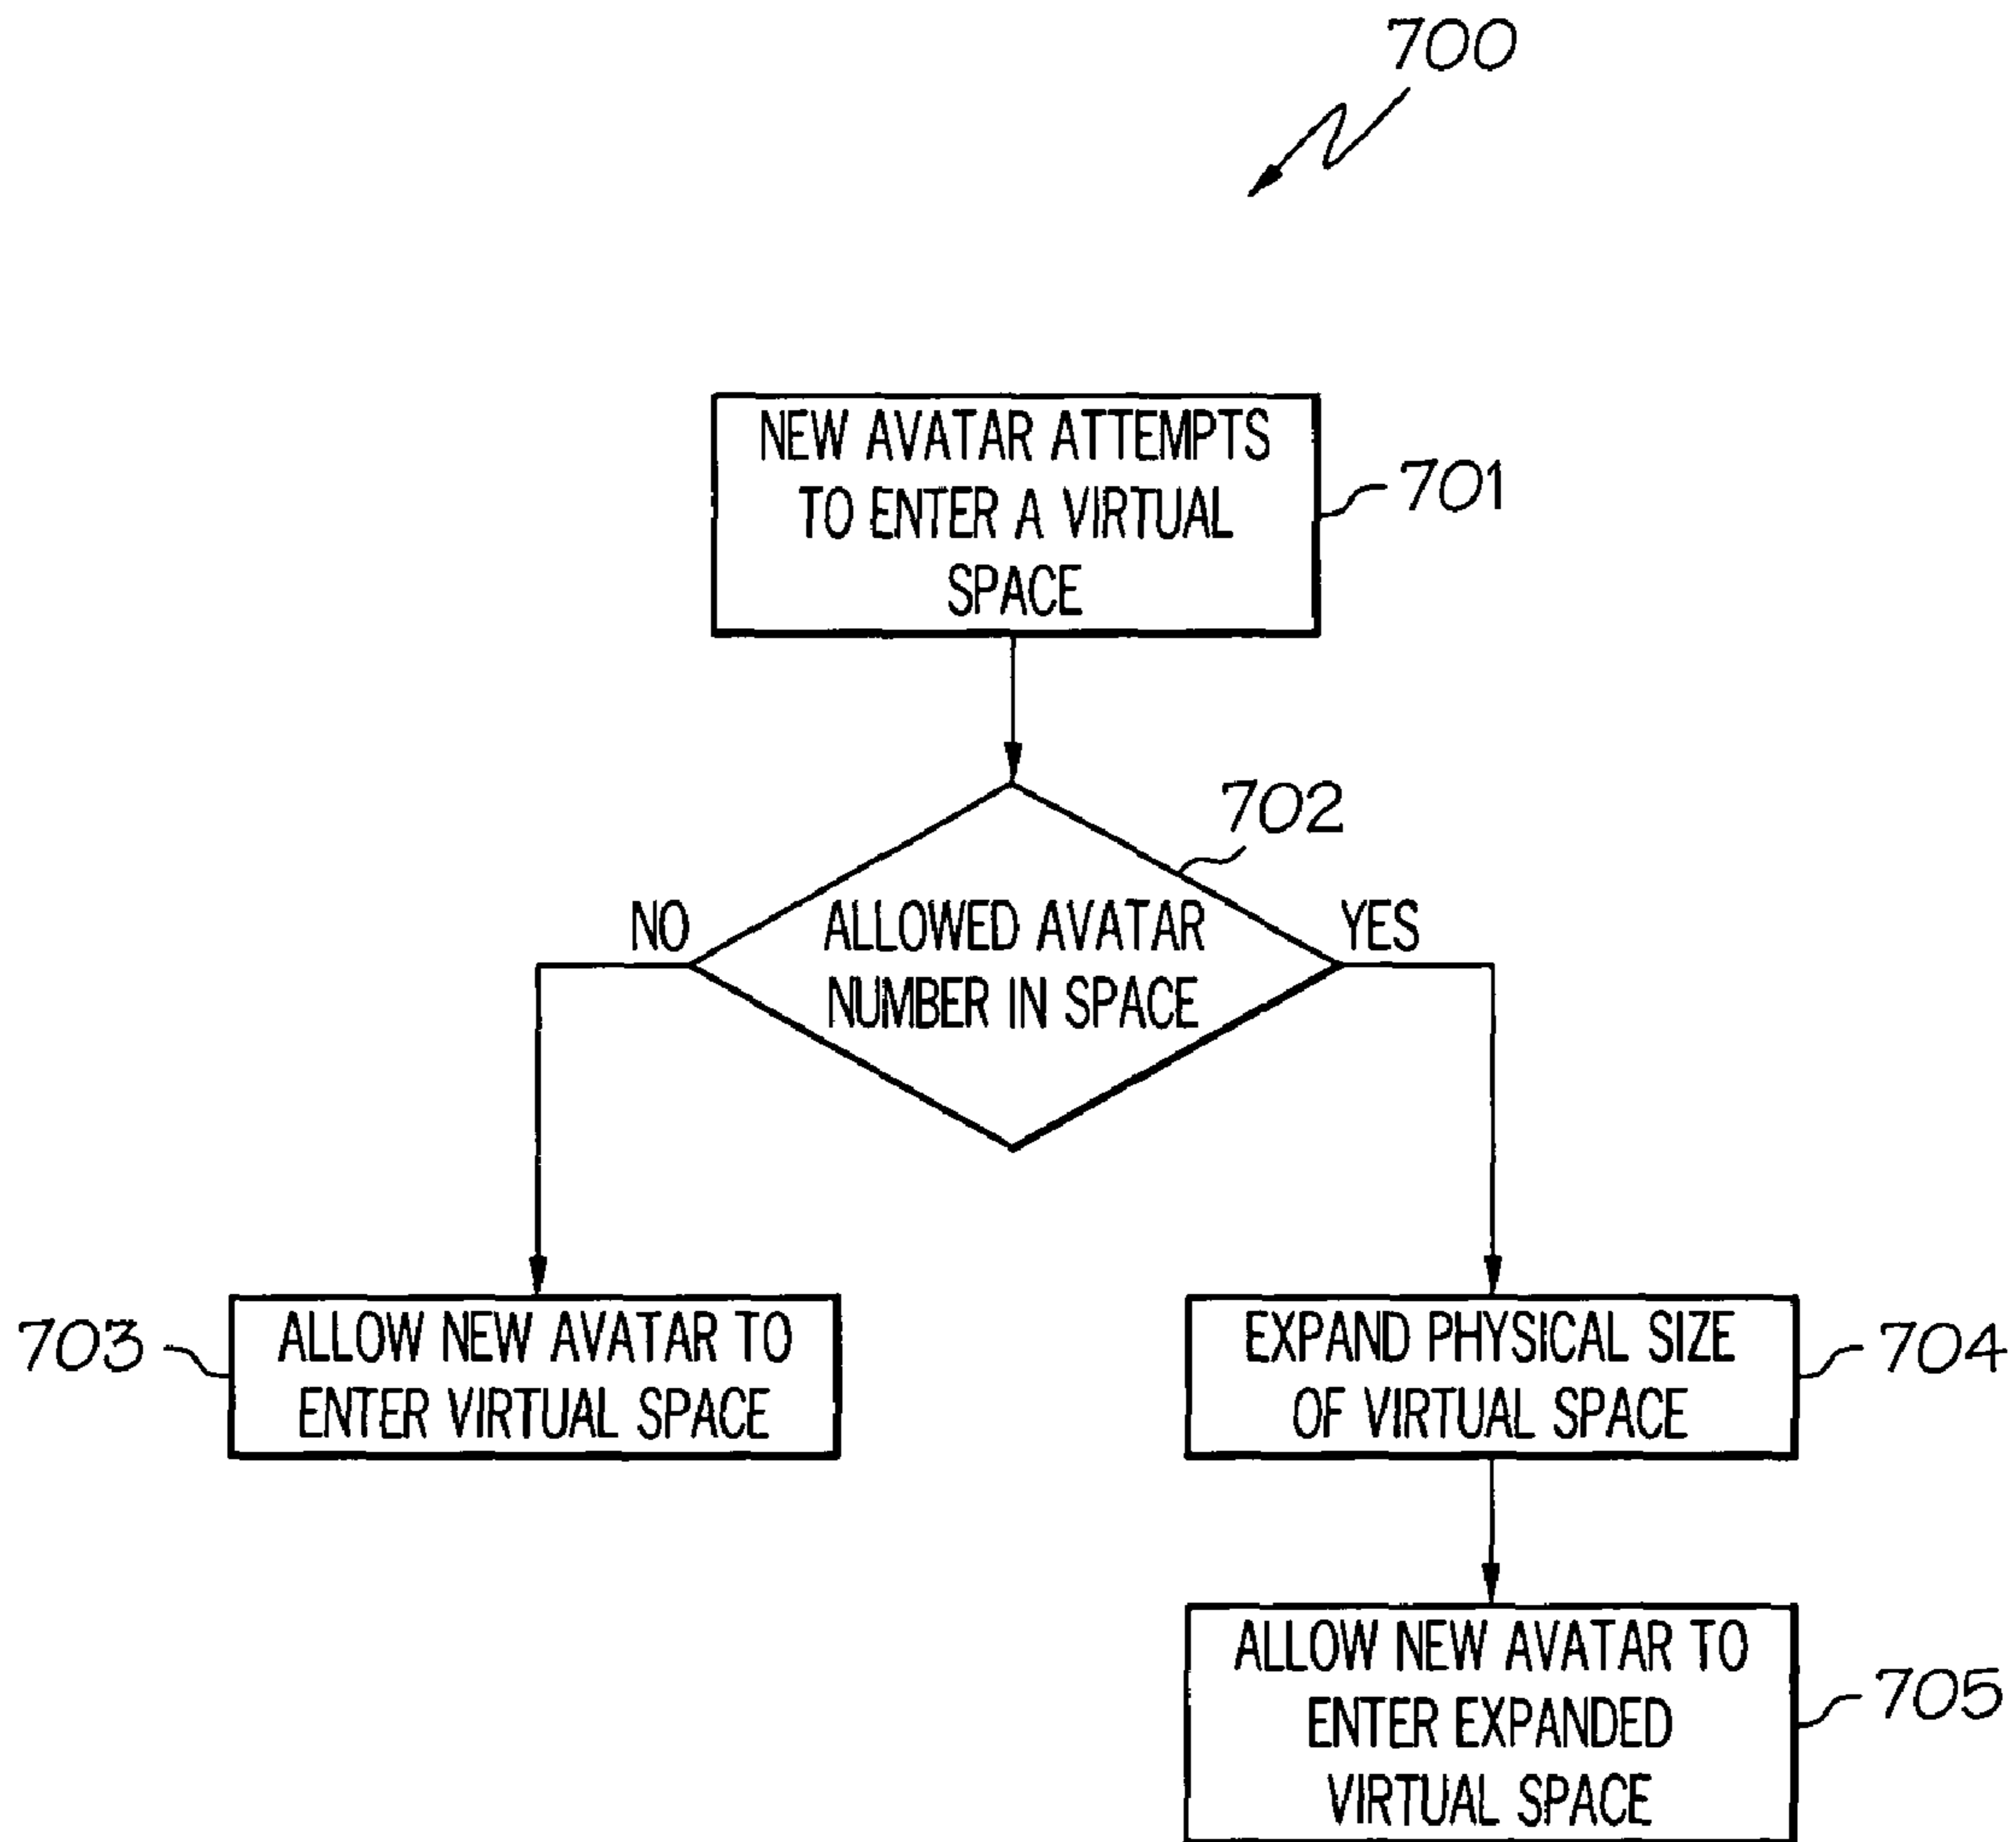 700
NEW AVATAR ATTEMPTS
TO ENTER A VIRTUAL
SPACE
701
702
NO
ALLOWED AVATAR
NUMBER IN SPACE
YES
703
ALLOW NEW AVATAR TO
ENTER VIRTUAL SPACE
EXPAND PHYSICAL SIZE
OF VIRTUAL SPACE
704
ALLOW NEW AVATAR TO
ENTER EXPANDED
VIRTUAL SPACE
705